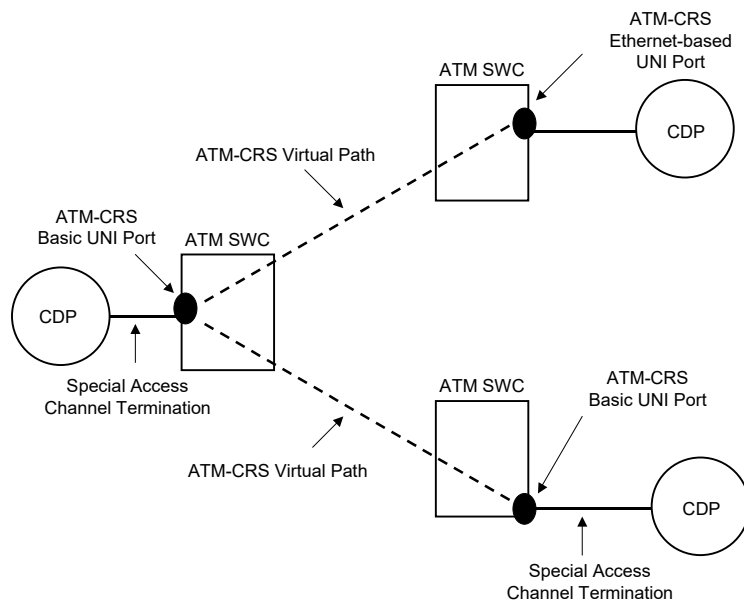 ATM-CRS
Ethernet-based
UNI Port
ATM SWC
CDP
ATM-CRS Virtual Path
ATM-CRS
Basic UNI Port
ATM SWC
CDP
Special Access
Channel Termination
ATM SWC
ATM-CRS
Basic UNI Port
ATM-CRS Virtual Path
CDP
Special Access
Channel Termination